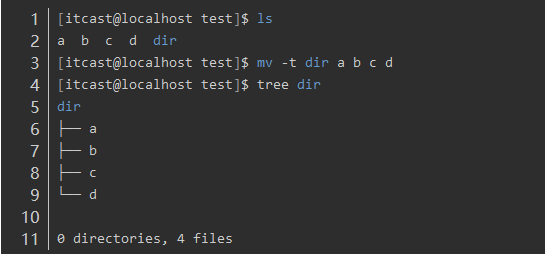 1 [itcast@localhost test]$ ls
2 a  b  c  d  dir
3 [itcast@localhost test]$ mv -t dir a b c d
4 [itcast@localhost test]$ tree dir
5 dir
6 ├── a
7 ├── b
8 ├── c
9 └── d
10
11 0 directories, 4 files